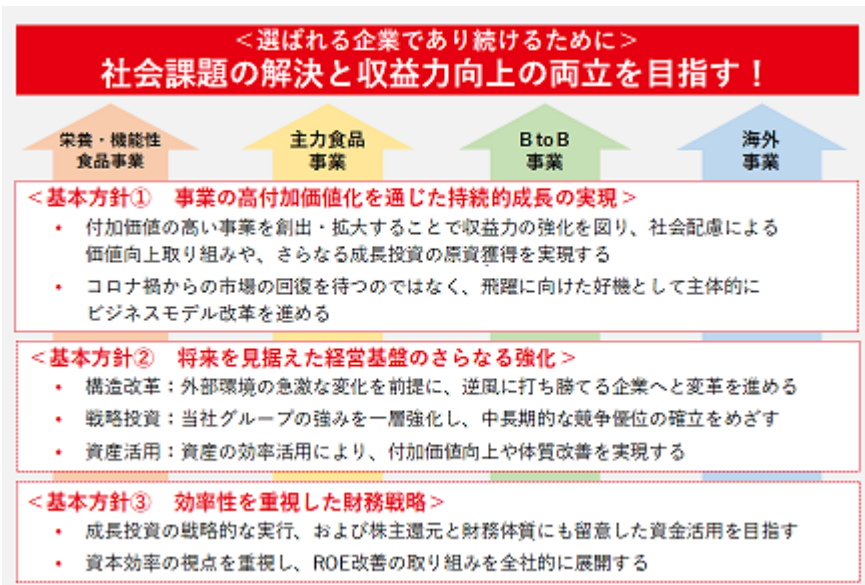 <選ばれる企業であり続けるために>
社会課題の解決と収益力向上の両立を目指す！
栄養・機能性
食品事業
主力食品
事業
BtoB
事業
海外
事業
<基本方針① 事業の高付加価値化を通じた持続的成長の実現>
• 付加価値の高い事業を創出・拡大することで収益力の強化を図り、社会配慮による
価値向上取り組みや、さらなる成長投資の原資獲得を実現する
• コロナ禍からの市場の回復を待つのではなく、飛躍に向けた好機として主体的に
ビジネスモデル改革を進める
<基本方針② 将来を見据えた経営基盤のさらなる強化>
• 構造改革：外部環境の急激な変化を前提に、逆風に打ち勝てる企業へと変革を進める
• 戦略投資：当社グループの強みを一層強化し、中長期的な競争優位の確立をめざす
• 資産活用：資産の効率活用により、付加価値向上や体質改善を実現する
<基本方針③ 効率性を重視した財務戦略>
• 成長投資の戦略的な実行、および株主還元と財務体質にも留意した資金活用を目指す
• 資本効率の視点を重視し、ROE改善の取り組みを全社的に展開する